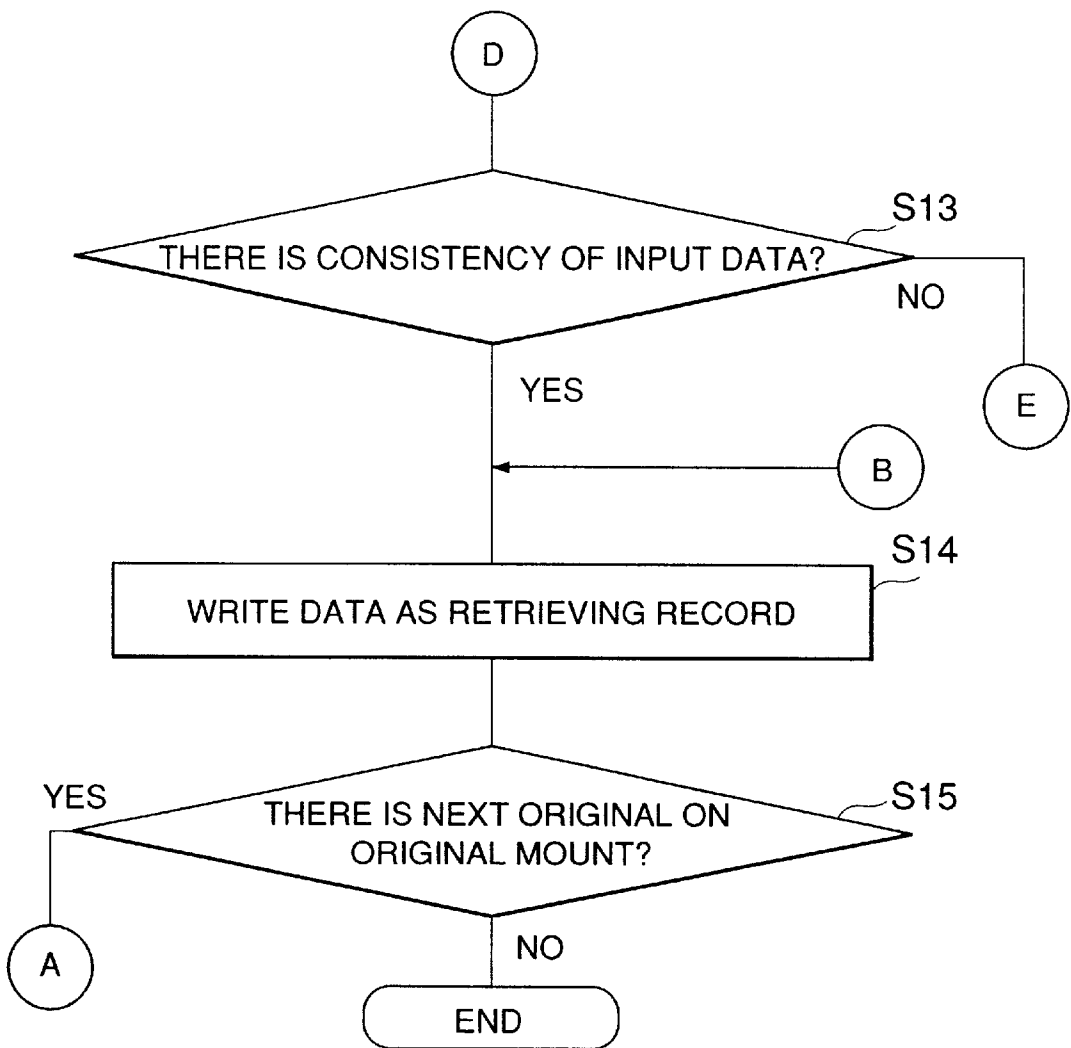 D
S13
THERE IS CONSISTENCY OF INPUT DATA?
NO
YES
E
B
S14
WRITE DATA AS RETRIEVING RECORD
YES
S15
THERE IS NEXT ORIGINAL ON
ORIGINAL MOUNT?
A
NO
END